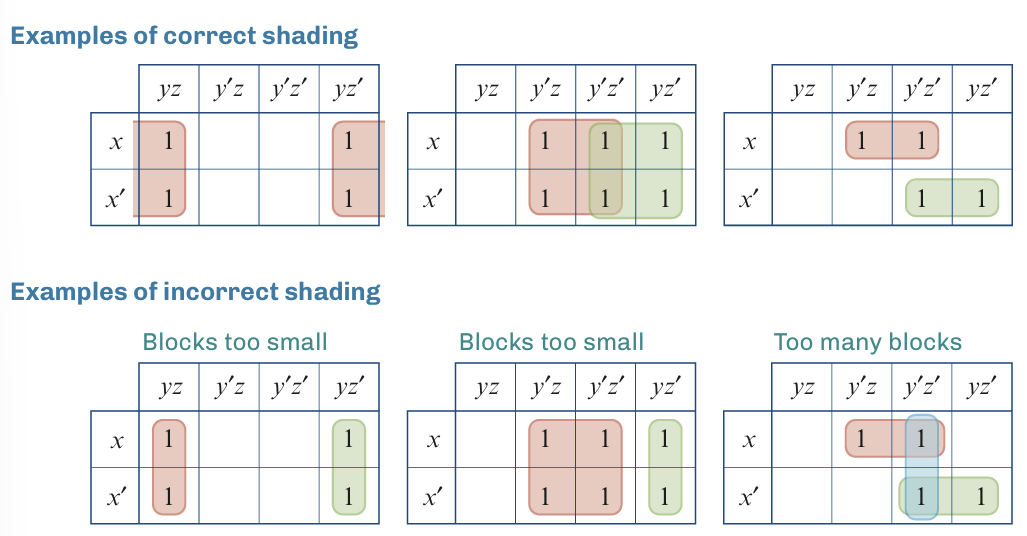 Examples of correct shading
yz y′z y′z′ yz′ yz y′z y′z′ yz′ yz y′z y′z′ yz′
x 1 1 x 1 1 1 x 1 1
x′ 1 1 x′ 1 1 1 x′ 1 1
Examples of incorrect shading
Blocks too small Blocks too small Too many blocks
yz y′z y′z′ yz′ yz y′z y′z′ yz′ yz y′z y′z′ yz′
x 1 1 x 1 1 1 x 1 1
x′ 1 1 x′ 1 1 1 x′ 1 1